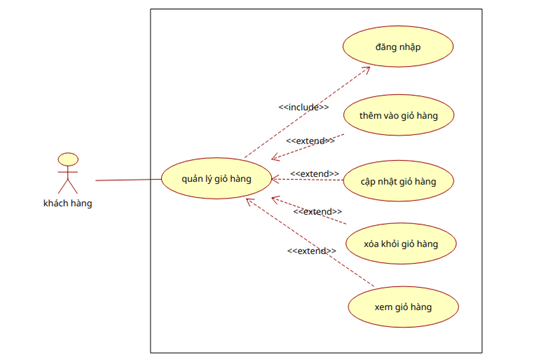 đăng nhập
<<include>>
thêm vào giỏ hàng
<<extend>>
quản lý giỏ hàng
<<extend>>
cập nhật giỏ hàng
khách hàng
<<extend>>
xóa khỏi giỏ hàng
<<extend>>
xem giỏ hàng